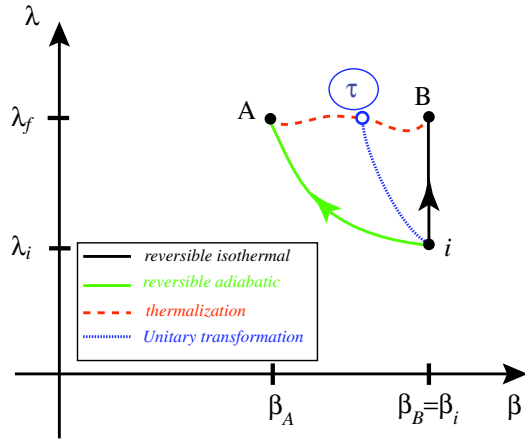 λ
τ
A
B
λ_f
λ_i
i
reversible isothermal
reversible adiabatic
thermalization
Unitary transformation
β_A
β_B=β_i
β